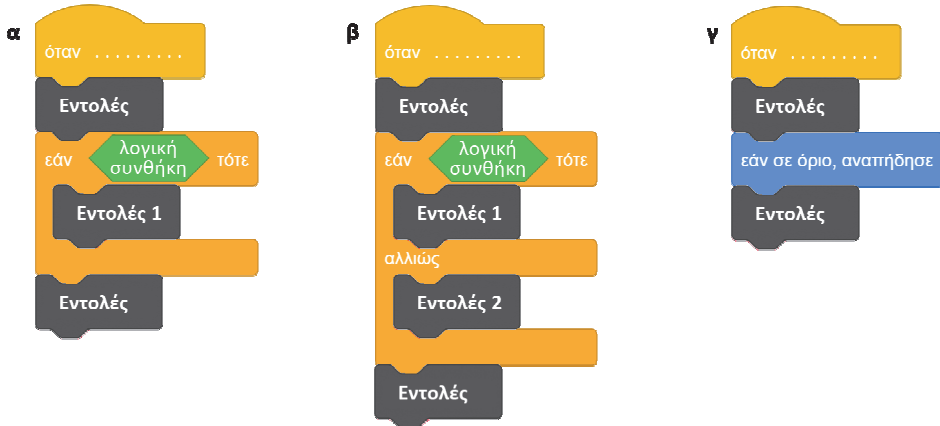 α
όταν . . . . . . . . .
Εντολές
εάν λογική συνθήκη τότε
Εντολές 1
Εντολές
β
όταν . . . . . . . . .
Εντολές
εάν λογική συνθήκη τότε
Εντολές 1
αλλιώς
Εντολές 2
Εντολές
γ
όταν . . . . . . . . .
Εντολές
εάν σε όριο, αναπήδησε
Εντολές